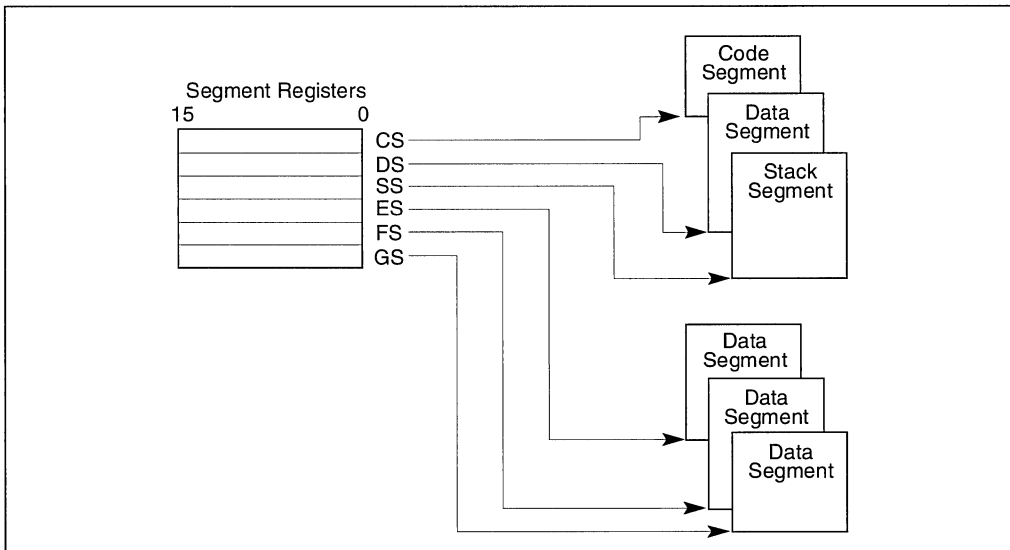 Segment Registers
15 0
CS
DS
SS
ES
FS
GS
Code
Segment
Data
Segment
Stack
Segment
Data
Segment
Data
Segment
Data
Segment